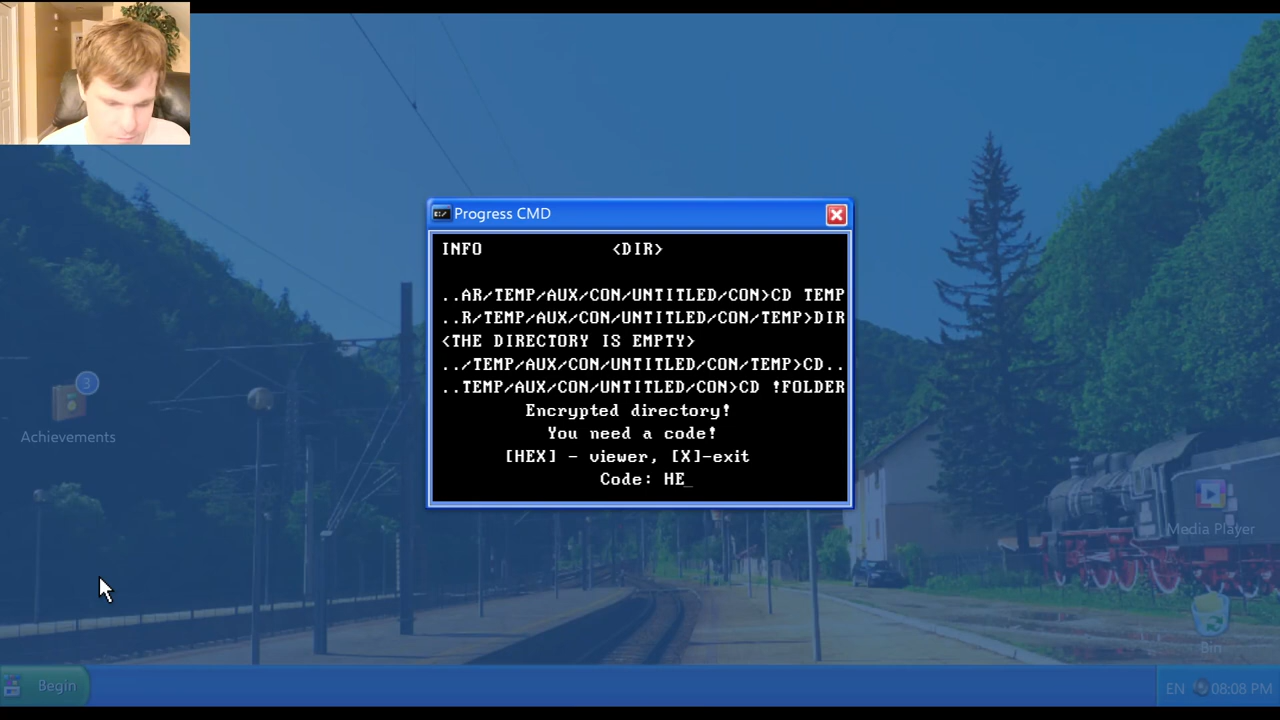 Progress CMD
INFO <DIR>
..AR/TEMP/AUX/CON/UNTITLED/CON>CD TEMP
..R/TEMP/AUX/CON/UNTITLED/CON/TEMP>DIR
<THE DIRECTORY IS EMPTY>
../TEMP/AUX/CON/UNTITLED/CON/TEMP>CD..
..TEMP/AUX/CON/UNTITLED/CON>CD !FOLDER
Encrypted directory!
You need a code!
[HEX] - viewer, [X]-exit
Code: HE_
3
Achievements
Media Player
Bin
Begin
EN 08:08 PM